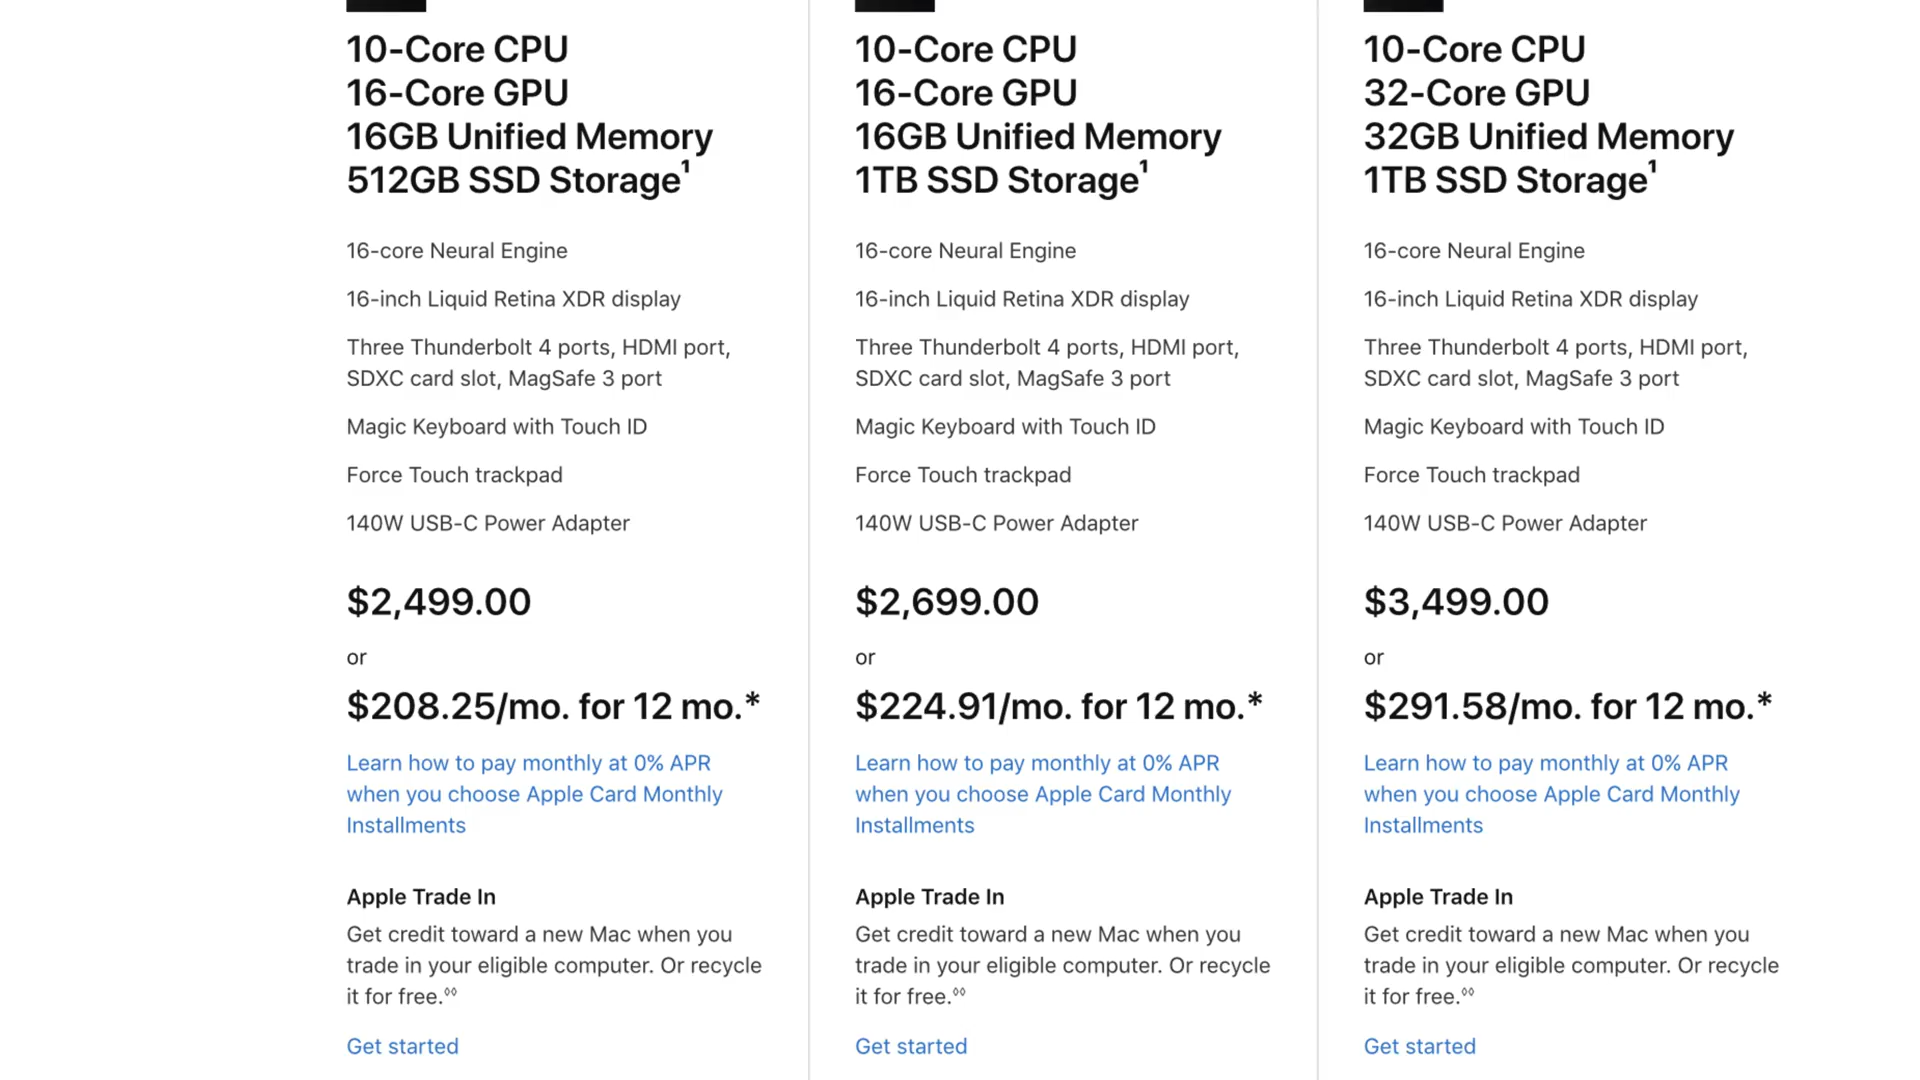 10-Core CPU
16-Core GPU
16GB Unified Memory
512GB SSD Storage¹
16-core Neural Engine
16-inch Liquid Retina XDR display
Three Thunderbolt 4 ports, HDMI port,
SDXC card slot, MagSafe 3 port
Magic Keyboard with Touch ID
Force Touch trackpad
140W USB-C Power Adapter
$2,499.00
or
$208.25/mo. for 12 mo.*
Learn how to pay monthly at 0% APR
when you choose Apple Card Monthly
Installments
Apple Trade In
Get credit toward a new Mac when you
trade in your eligible computer. Or recycle
it for free.◊◊
Get started
10-Core CPU
16-Core GPU
16GB Unified Memory
1TB SSD Storage¹
16-core Neural Engine
16-inch Liquid Retina XDR display
Three Thunderbolt 4 ports, HDMI port,
SDXC card slot, MagSafe 3 port
Magic Keyboard with Touch ID
Force Touch trackpad
140W USB-C Power Adapter
$2,699.00
or
$224.91/mo. for 12 mo.*
Learn how to pay monthly at 0% APR
when you choose Apple Card Monthly
Installments
Apple Trade In
Get credit toward a new Mac when you
trade in your eligible computer. Or recycle
it for free.◊◊
Get started
10-Core CPU
32-Core GPU
32GB Unified Memory
1TB SSD Storage¹
16-core Neural Engine
16-inch Liquid Retina XDR display
Three Thunderbolt 4 ports, HDMI port,
SDXC card slot, MagSafe 3 port
Magic Keyboard with Touch ID
Force Touch trackpad
140W USB-C Power Adapter
$3,499.00
or
$291.58/mo. for 12 mo.*
Learn how to pay monthly at 0% APR
when you choose Apple Card Monthly
Installments
Apple Trade In
Get credit toward a new Mac when you
trade in your eligible computer. Or recycle
it for free.◊◊
Get started